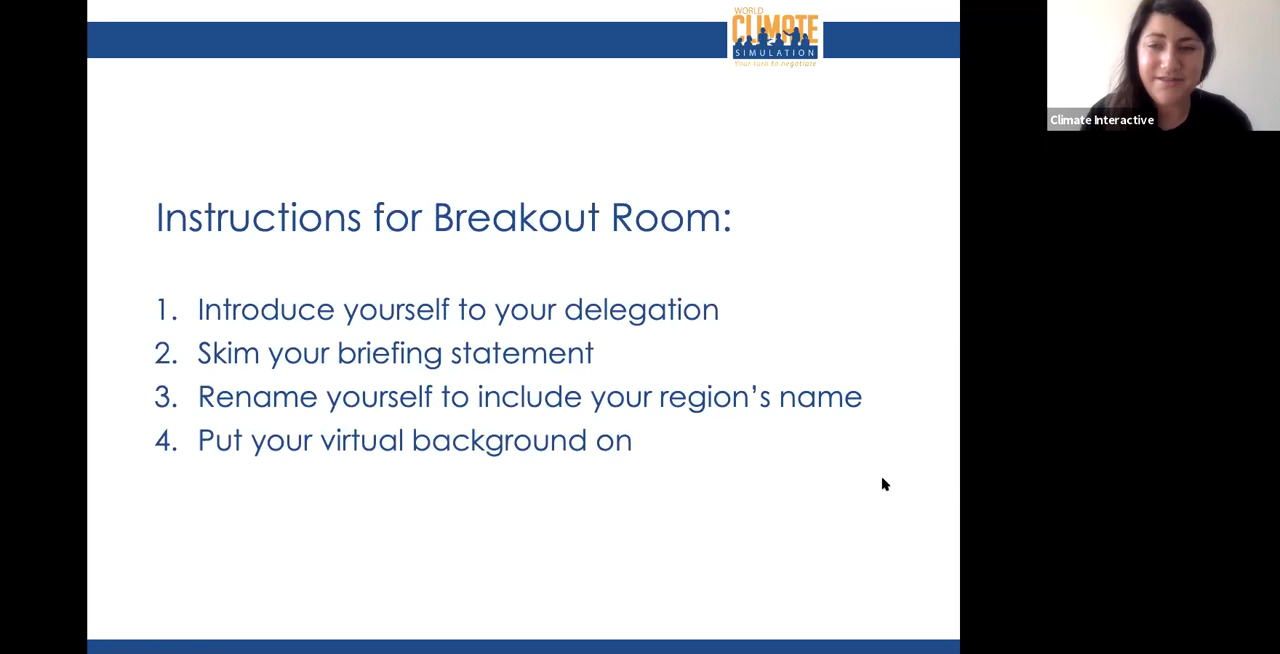 WORLD
CLIMATE
SIMULATION
Your turn to negotiate
Climate Interactive
Instructions for Breakout Room:
1. Introduce yourself to your delegation
2. Skim your briefing statement
3. Rename yourself to include your region’s name
4. Put your virtual background on